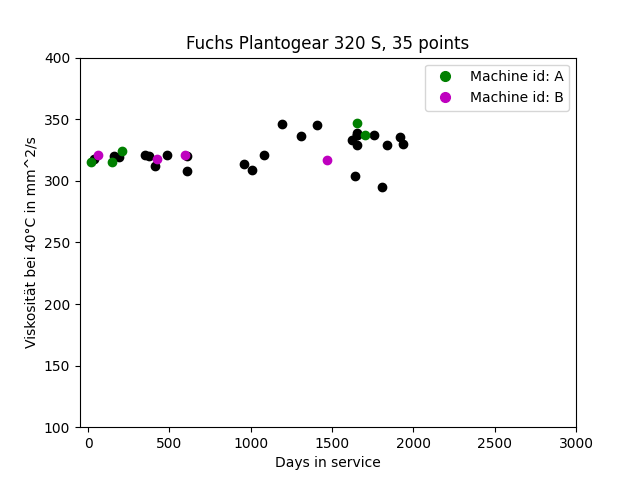 Fuchs Plantogear 320 S, 35 points
Machine id: A
Machine id: B
Viskosität bei 40°C in mm^2/s
400
350
300
250
200
150
100
0 500 1000 1500 2000 2500 3000
Days in service